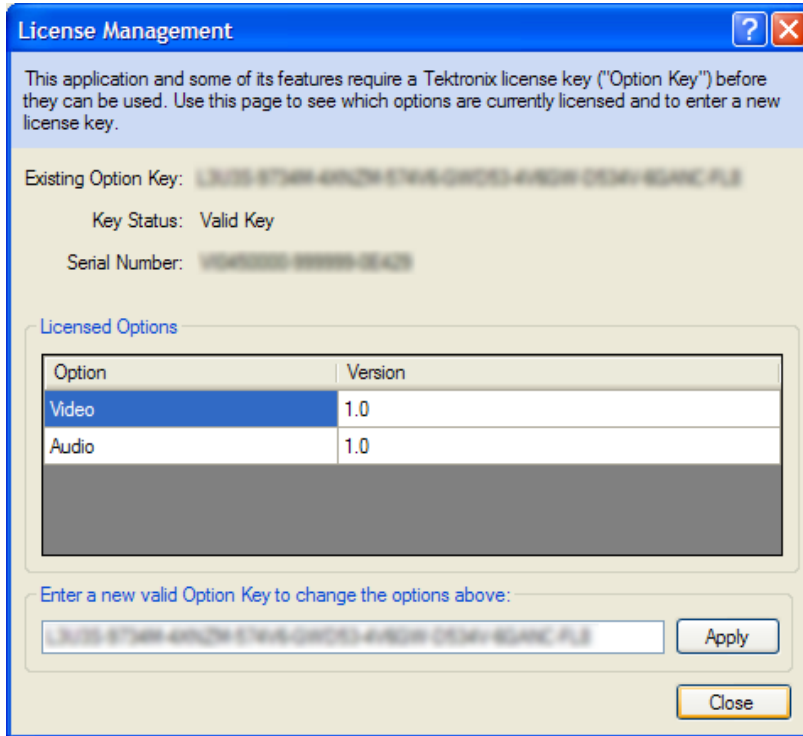 License Management
This application and some of its features require a Tektronix license key ("Option Key") before
they can be used. Use this page to see which options are currently licensed and to enter a new
license key.
Existing Option Key:
Key Status: Valid Key
Serial Number:
Licensed Options
Option Version
Video 1.0
Audio 1.0
Enter a new valid Option Key to change the options above:
Apply
Close